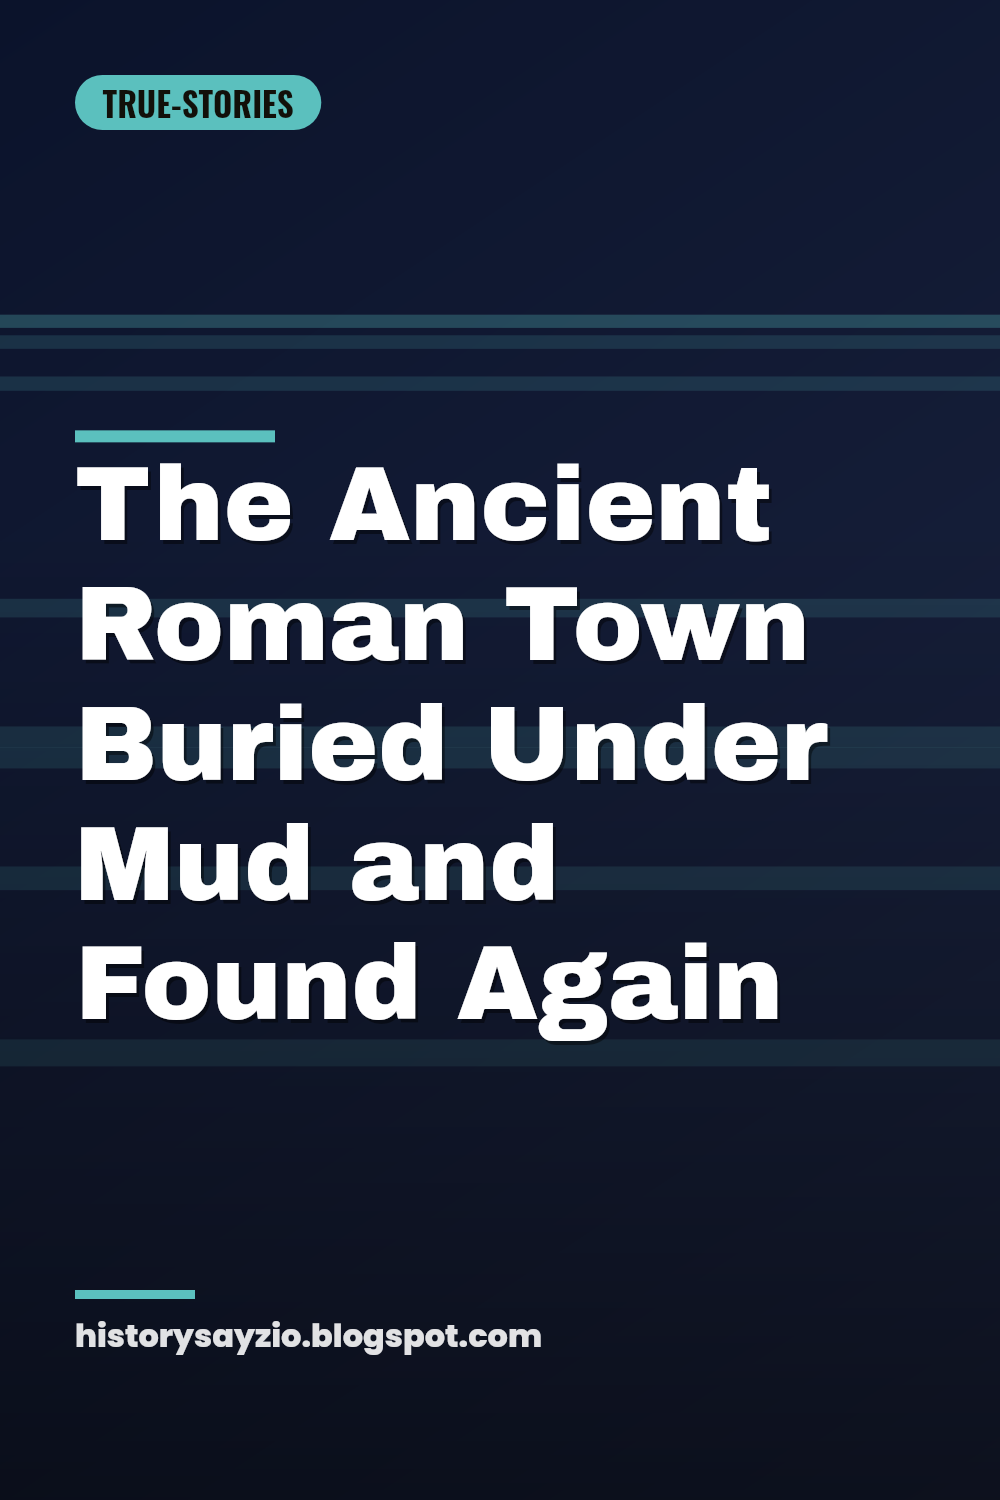 TRUE-STORIES
The Ancient
Roman Town
Buried Under
Mud and
Found Again
historysayzio.blogspot.com